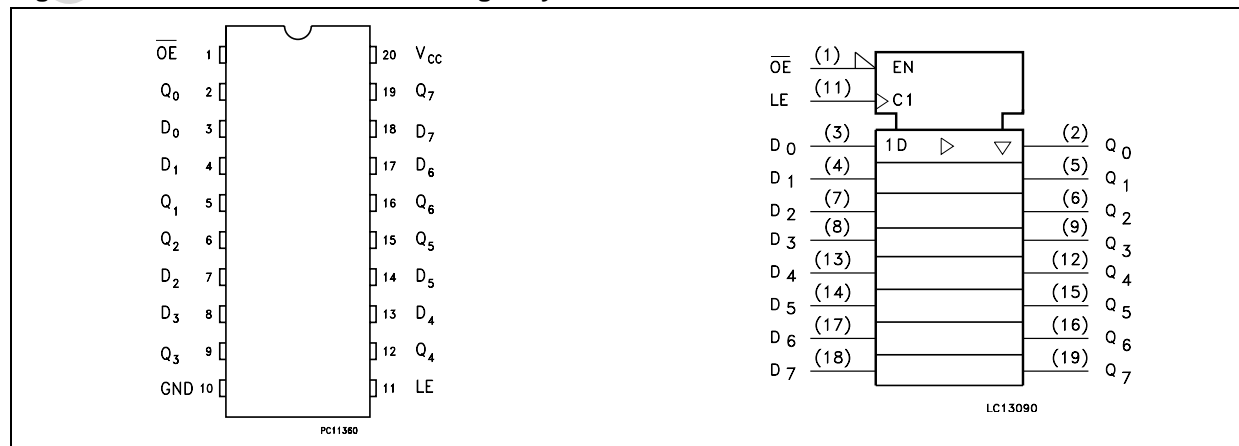 OE 1 20 VCC
Q0 2 19 Q7
D0 3 18 D7
D1 4 17 D6
Q1 5 16 Q6
Q2 6 15 Q5
D2 7 14 D5
D3 8 13 D4
Q3 9 12 Q4
GND 10 11 LE
PC11360
OE (1) EN
LE (11) C1
D0 (3) 1D (2) Q0
D1 (4) (5) Q1
D2 (7) (6) Q2
D3 (8) (9) Q3
D4 (13) (12) Q4
D5 (14) (15) Q5
D6 (17) (16) Q6
D7 (18) (19) Q7
LC13090